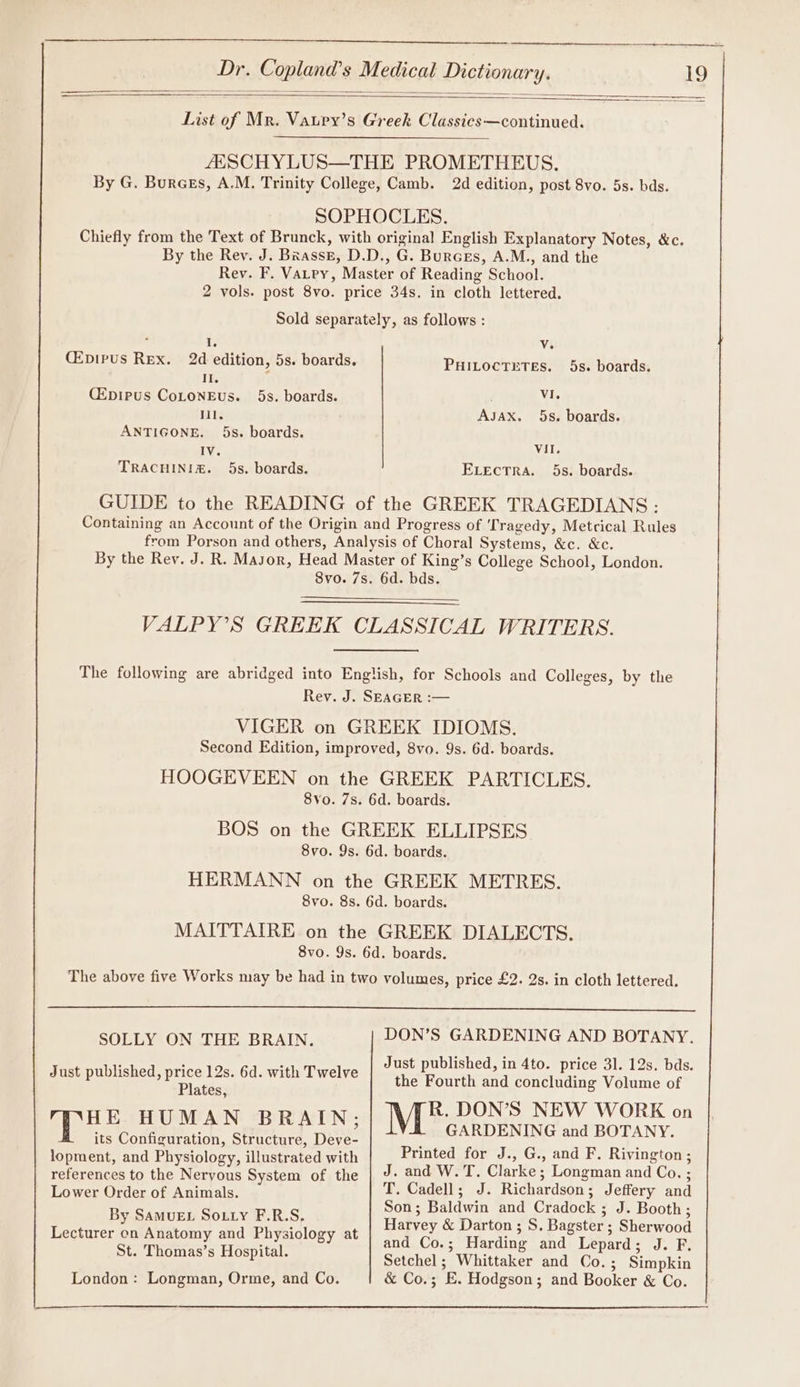 Dr. Copland's Medical Dictionary. 19
List of Mr. Valpy's Greek Classics—continued.
ÆSCHYLUS—THE PROMETHEUS.
By G. Burges, A.M. Trinity College, Camb. 2d edition, post 8vo. 5s. bds.
SOPHOCLES.
Chiefly from the Text of Brunck, with original English Explanatory Notes, &c.
By the Rev. J. Brasse, D.D., G. Burges, A.M., and the
Rev. F. Valpy, Master of Reading School.
2 vols. post 8vo. price 34s. in cloth lettered.
Sold separately, as follows:
I.
Œdipus Rex. 2d edition, 5s. boards.
II.
Œdipus Coloneus. 5s. boards.
III.
Antigone. 5s. boards.
IV.
Trachiniæ. 5s. boards.
V.
Philoctetes. 5s. boards.
VI.
Ajax. 5s. boards.
VII.
Electra. 5s. boards.
GUIDE to the READING of the GREEK TRAGEDIANS:
Containing an Account of the Origin and Progress of Tragedy, Metrical Rules
from Porson and others, Analysis of Choral Systems, &c. &c.
By the Rev. J. R. Major, Head Master of King's College School, London.
8vo. 7s. 6d. bds.
VALPY'S GREEK CLASSICAL WRITERS.
The following are abridged into English, for Schools and Colleges, by the
Rev. J. Seager:—
VIGER on GREEK IDIOMS.
Second Edition, improved, 8vo. 9s. 6d. boards.
HOOGEVEEN on the GREEK PARTICLES.
8vo. 7s. 6d. boards.
BOS on the GREEK ELLIPSES
8vo. 9s. 6d. boards.
HERMANN on the GREEK METRES.
8vo. 8s. 6d. boards.
MAITTAIRE on the GREEK DIALECTS.
8vo. 9s. 6d. boards.
The above five Works may be had in two volumes, price £2. 2s. in cloth lettered.
SOLLY ON THE BRAIN.
Just published, price 12s. 6d. with Twelve
Plates,
THE HUMAN BRAIN;
its Configuration, Structure, Deve-
lopment, and Physiology, illustrated with
references to the Nervous System of the
Lower Order of Animals.
By Samuel Solly F.R.S.
Lecturer on Anatomy and Physiology at
St. Thomas's Hospital.
London: Longman, Orme, and Co.
DON'S GARDENING AND BOTANY.
Just published, in 4to. price 3l. 12s. bds.
the Fourth and concluding Volume of
MR. DON'S NEW WORK on
GARDENING and BOTANY.
Printed for J., G., and F. Rivington;
J. and W. T. Clarke; Longman and Co.;
T. Cadell; J. Richardson; Jeffery and
Son; Baldwin and Cradock; J. Booth;
Harvey & Darton; S. Bagster; Sherwood
and Co.; Harding and Lepard; J. F.
Setchel; Whittaker and Co.; Simpkin
& Co.; E. Hodgson; and Booker & Co.